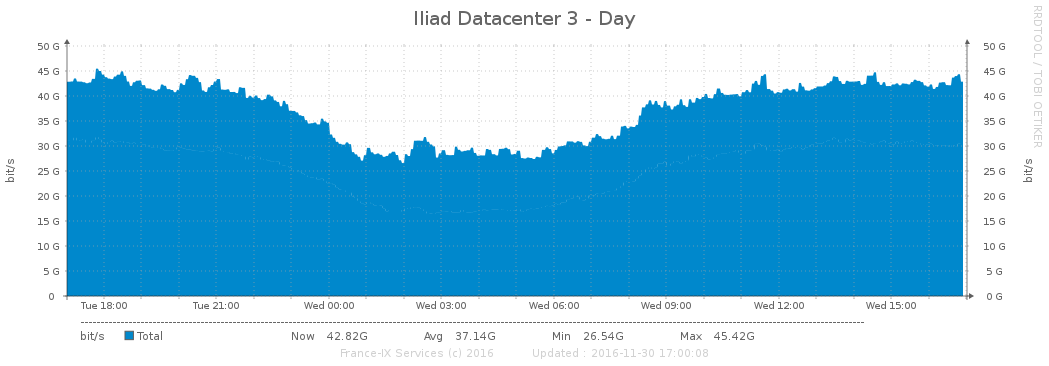 Iliad Datacenter 3 - Day
RRDTOOL / TOBI OETIKER
50 G 50 G
45 G 45 G
40 G 40 G
35 G 35 G
30 G 30 G
25 G 25 G
20 G 20 G
15 G 15 G
10 G 10 G
5 G 5 G
0 0 G
bit/s bit/s
Tue 18:00 Tue 21:00 Wed 00:00 Wed 03:00 Wed 06:00 Wed 09:00 Wed 12:00 Wed 15:00
bit/s Total Now 42.82G Avg 37.14G Min 26.54G Max 45.42G
France-IX Services (c) 2016 Updated : 2016-11-30 17:00:08